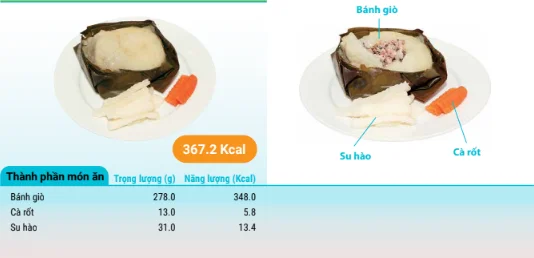 Bánh giò
367.2 Kcal
Su hào
Cà rốt
Thành phần món ăn Trọng lượng (g) Năng lượng (Kcal)
Bánh giò 278.0 348.0
Cà rốt 13.0 5.8
Su hào 31.0 13.4